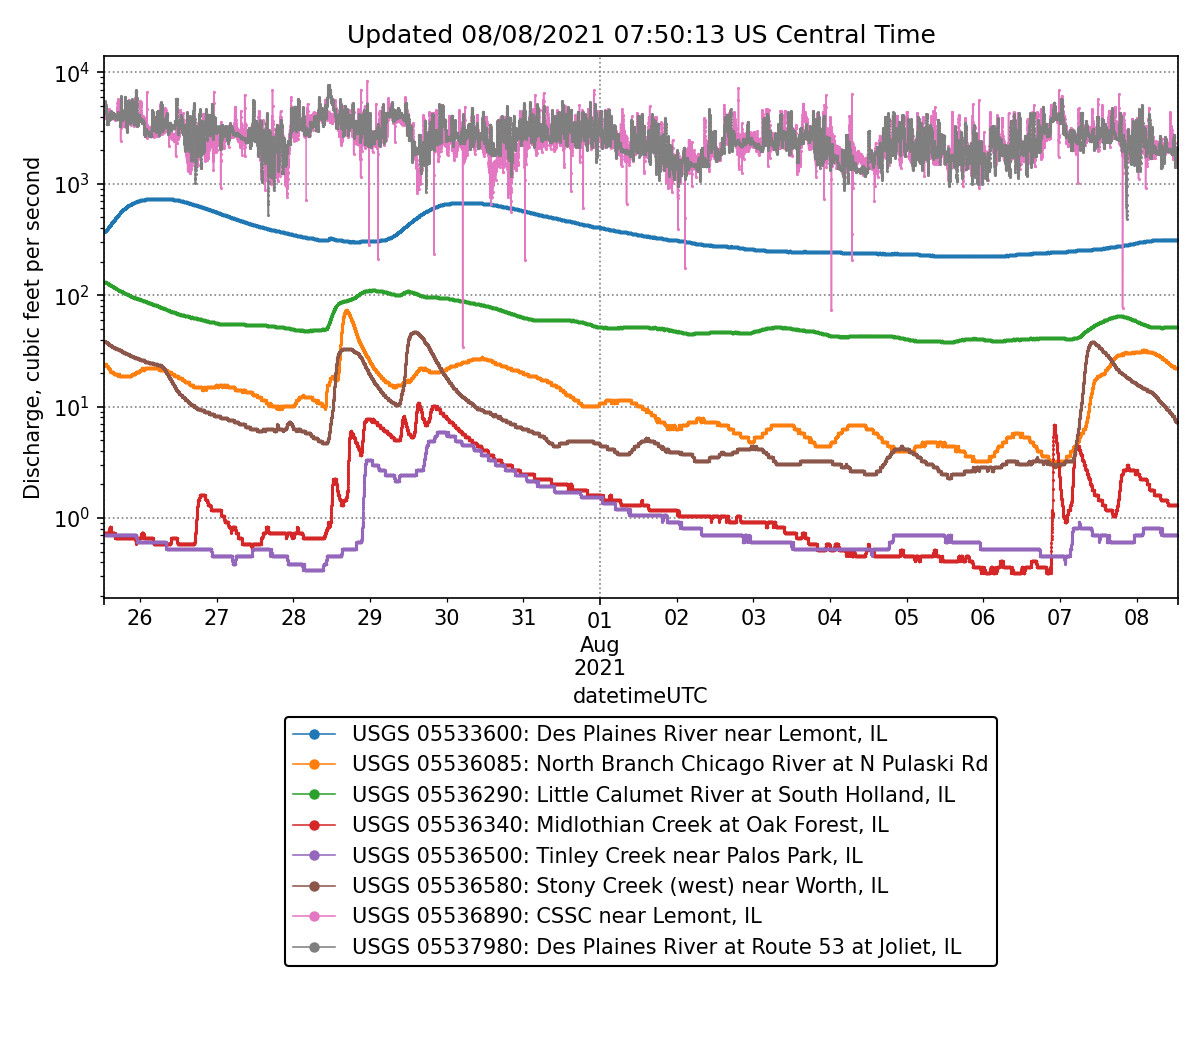 Updated 08/08/2021 07:50:13 US Central Time
Discharge, cubic feet per second
10^4
10^3
10^2
10^1
10^0
26 27 28 29 30 31 01 02 03 04 05 06 07 08
Aug
2021
datetimeUTC
USGS 05533600: Des Plaines River near Lemont, IL
USGS 05536085: North Branch Chicago River at N Pulaski Rd
USGS 05536290: Little Calumet River at South Holland, IL
USGS 05536340: Midlothian Creek at Oak Forest, IL
USGS 05536500: Tinley Creek near Palos Park, IL
USGS 05536580: Stony Creek (west) near Worth, IL
USGS 05536890: CSSC near Lemont, IL
USGS 05537980: Des Plaines River at Route 53 at Joliet, IL